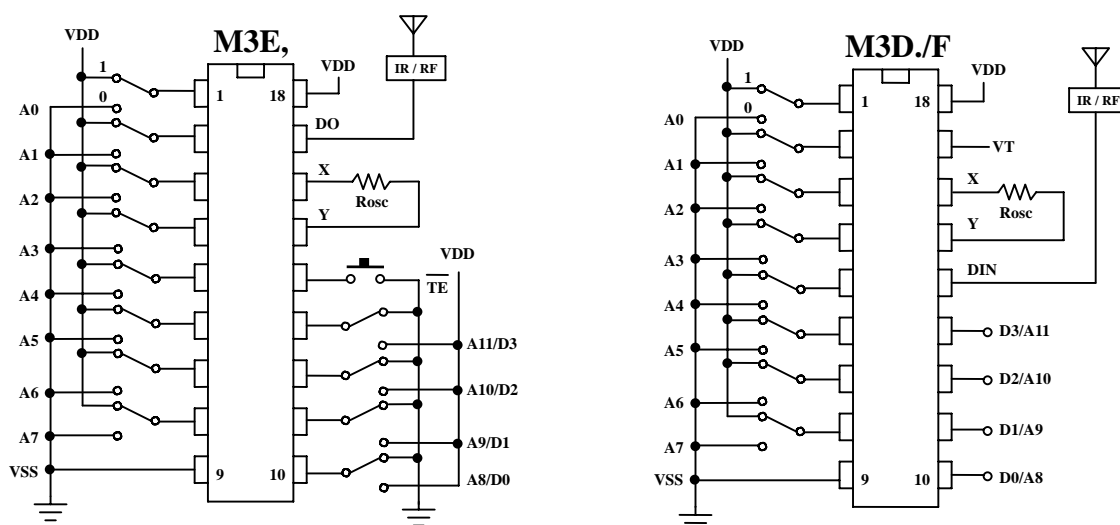 M3E,
VDD
VDD
IR / RF
1
0
1
18
DO
A0
A1
X
Rosc
A2
Y
A3
VDD
TE
A4
A5
A11/D3
A6
A10/D2
A7
A9/D1
VSS
9
10
A8/D0
M3D./F
VDD
VDD
IR / RF
1
0
1
18
A0
VT
A1
X
Rosc
A2
Y
A3
DIN
A4
D3/A11
A5
D2/A10
A6
D1/A9
A7
VSS
9
10
D0/A8